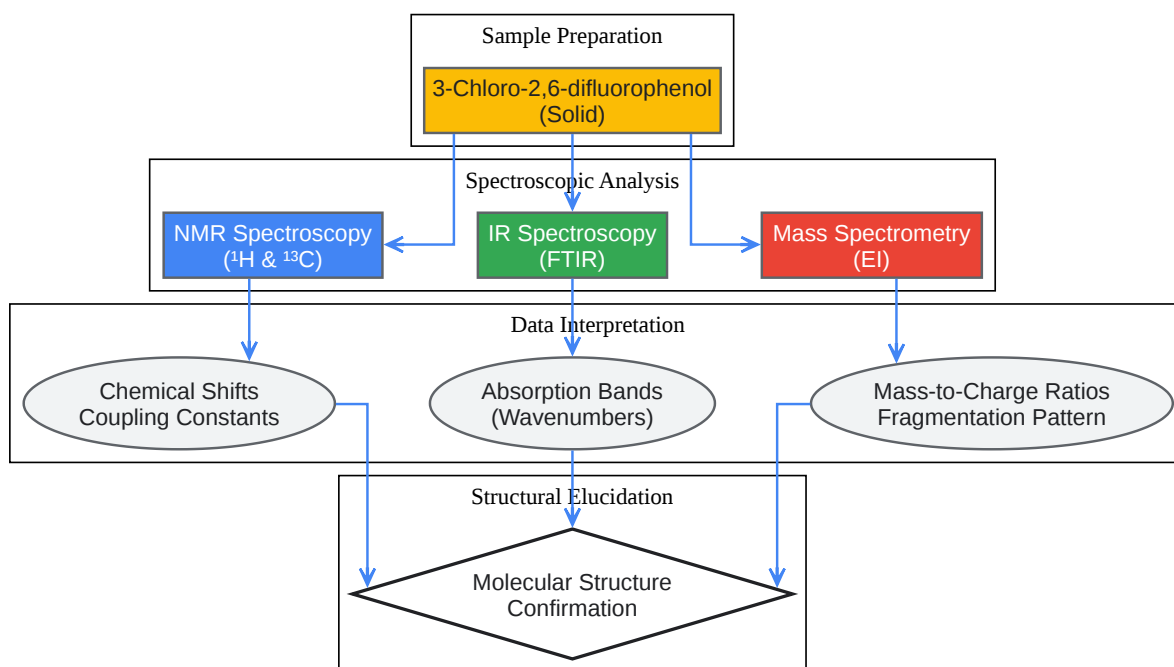 Sample Preparation
3-Chloro-2,6-difluorophenol
(Solid)
Spectroscopic Analysis
NMR Spectroscopy
(¹H & ¹³C)
IR Spectroscopy
(FTIR)
Mass Spectrometry
(EI)
Data Interpretation
Chemical Shifts
Coupling Constants
Absorption Bands
(Wavenumbers)
Mass-to-Charge Ratios
Fragmentation Pattern
Structural Elucidation
Molecular Structure
Confirmation